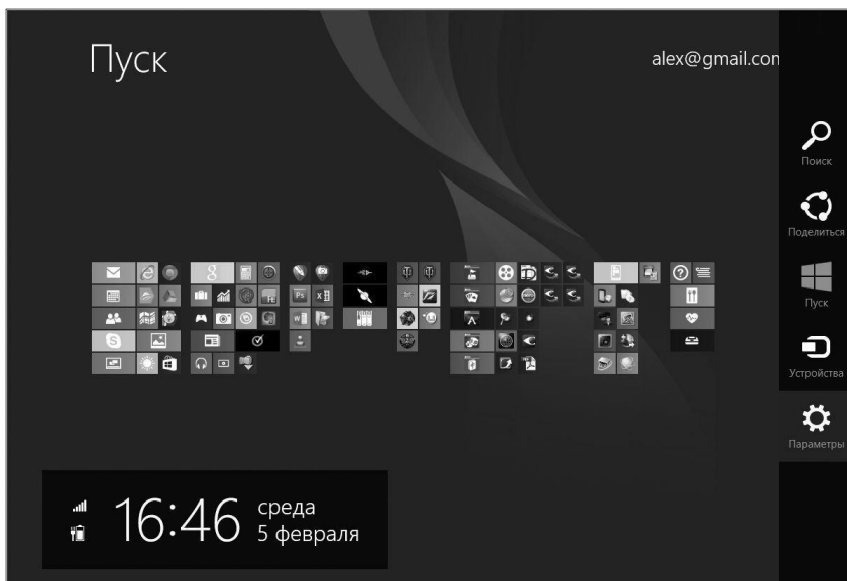 Пуск
alex@gmail.con
Поиск
Поделиться
Пуск
Устройства
Параметры
16:46
среда
5 февраля